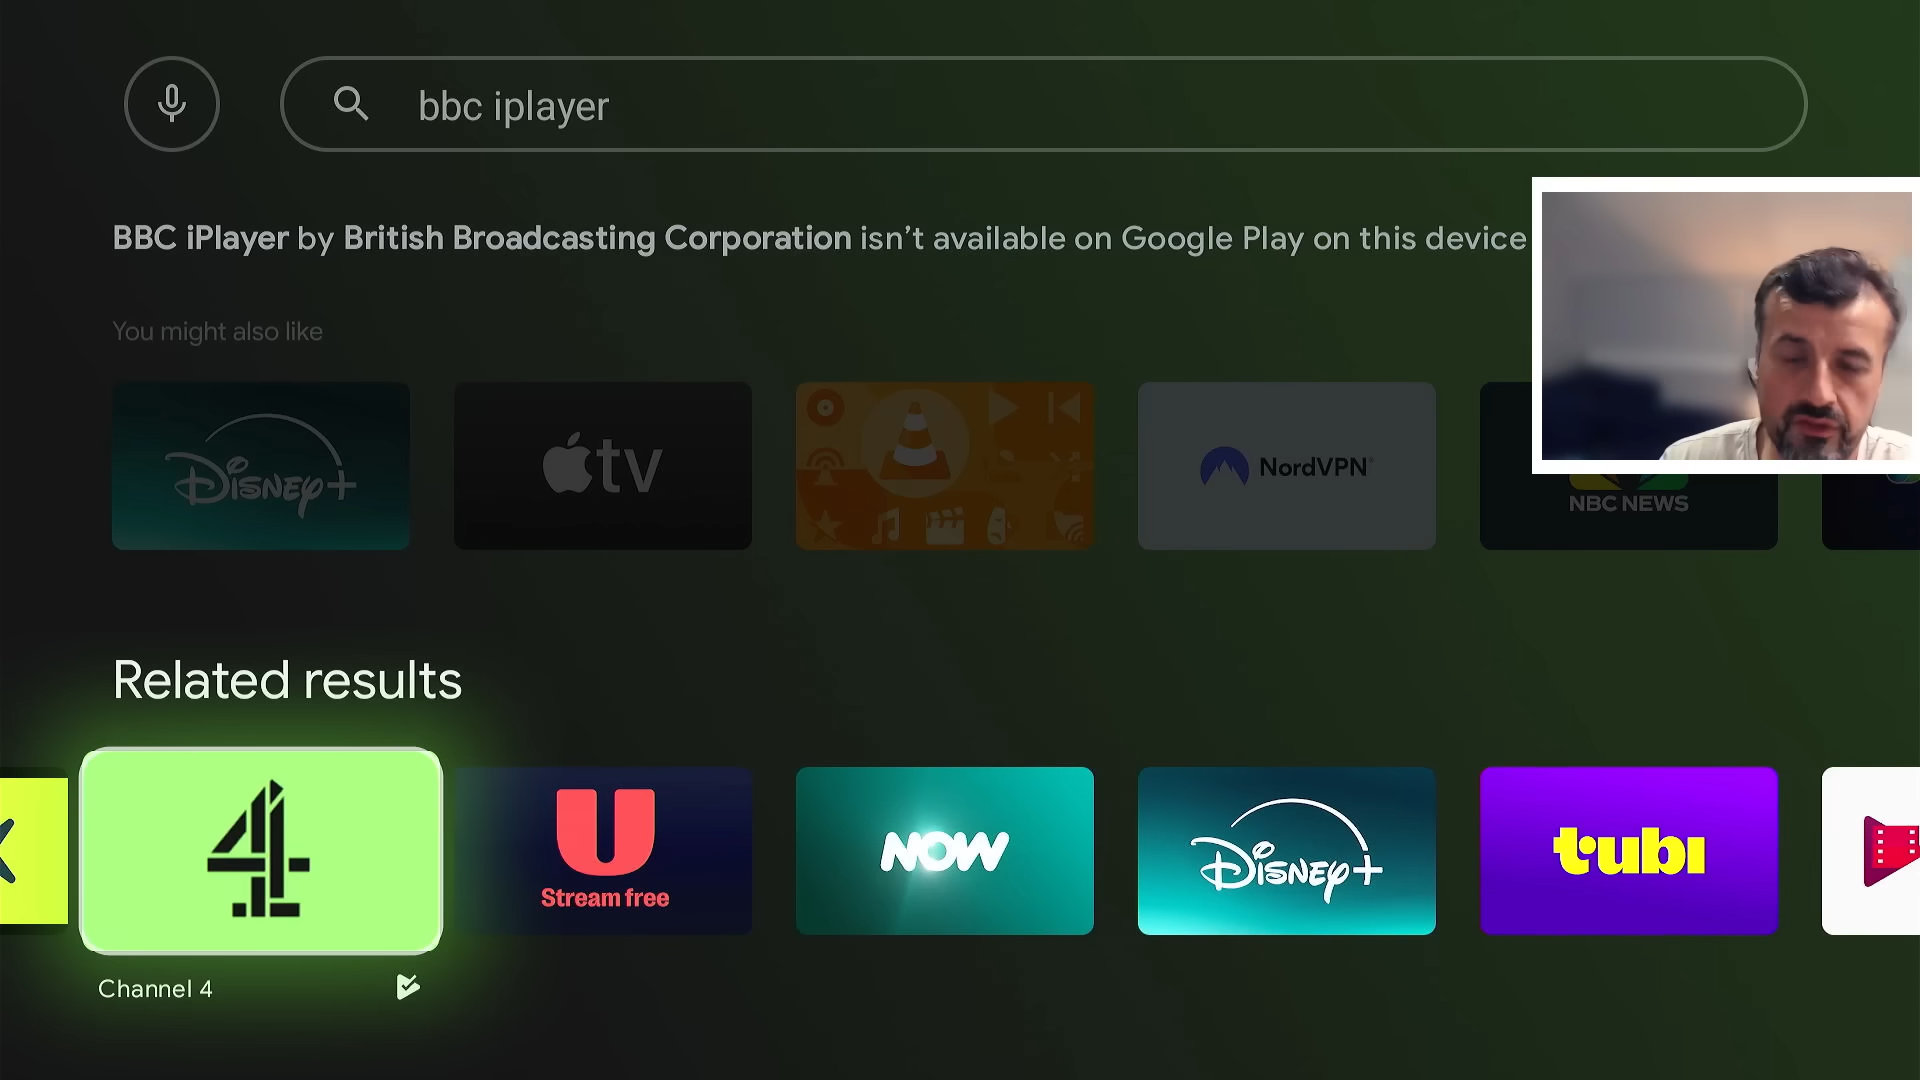 bbc iplayer
BBC iPlayer by British Broadcasting Corporation isn't available on Google Play on this device
You might also like
Disney+
tv
NordVPN
NBC NEWS
Related results
4
U
Stream free
NOW
Disney+
tubi
Channel 4